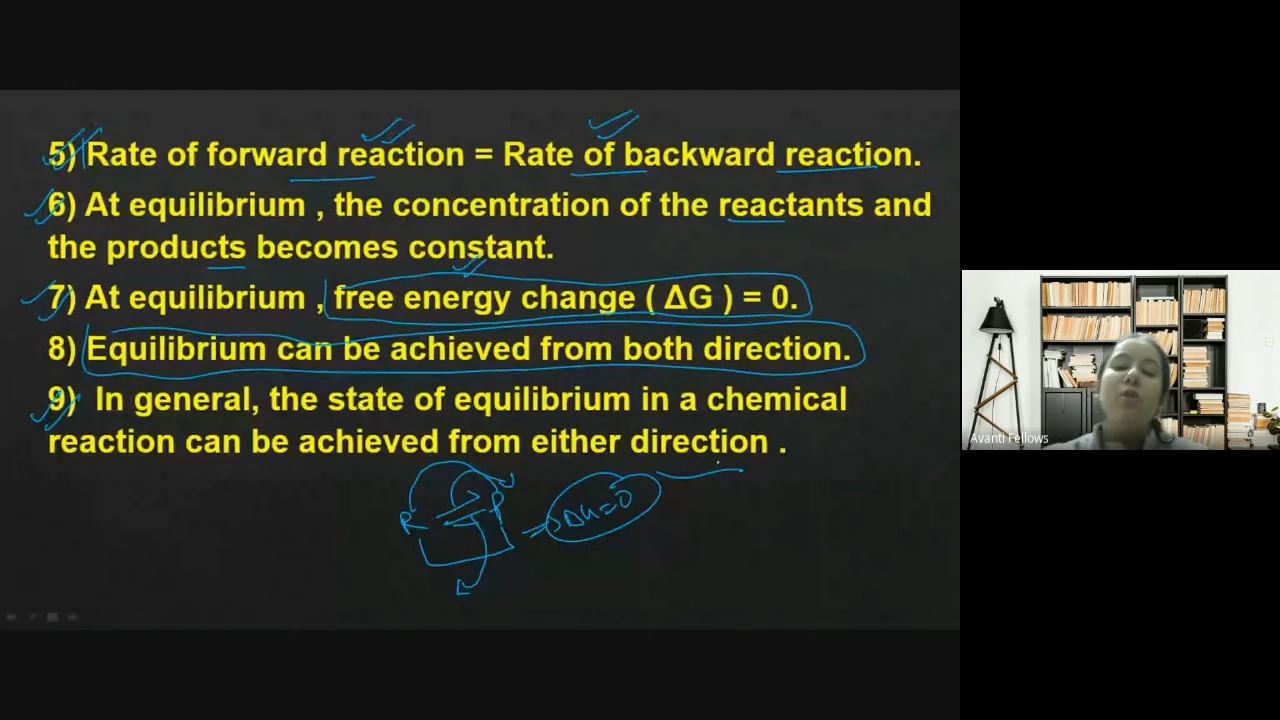 5) Rate of forward reaction = Rate of backward reaction.
6) At equilibrium , the concentration of the reactants and
the products becomes constant.
7) At equilibrium , free energy change ( ΔG ) = 0.
8) Equilibrium can be achieved from both direction.
9) In general, the state of equilibrium in a chemical
reaction can be achieved from either direction .
R ⇌ P
Avanti Fellows